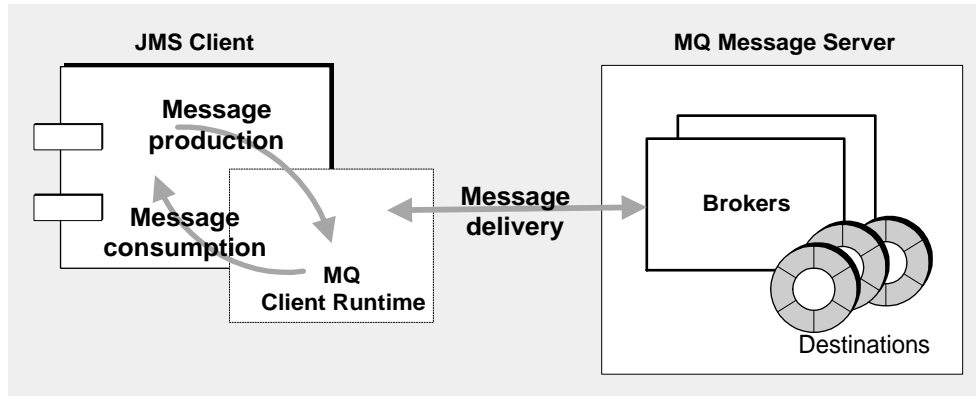 JMS Client
MQ Message Server
Message
production
Message
consumption
MQ
Client Runtime
Message
delivery
Brokers
Destinations